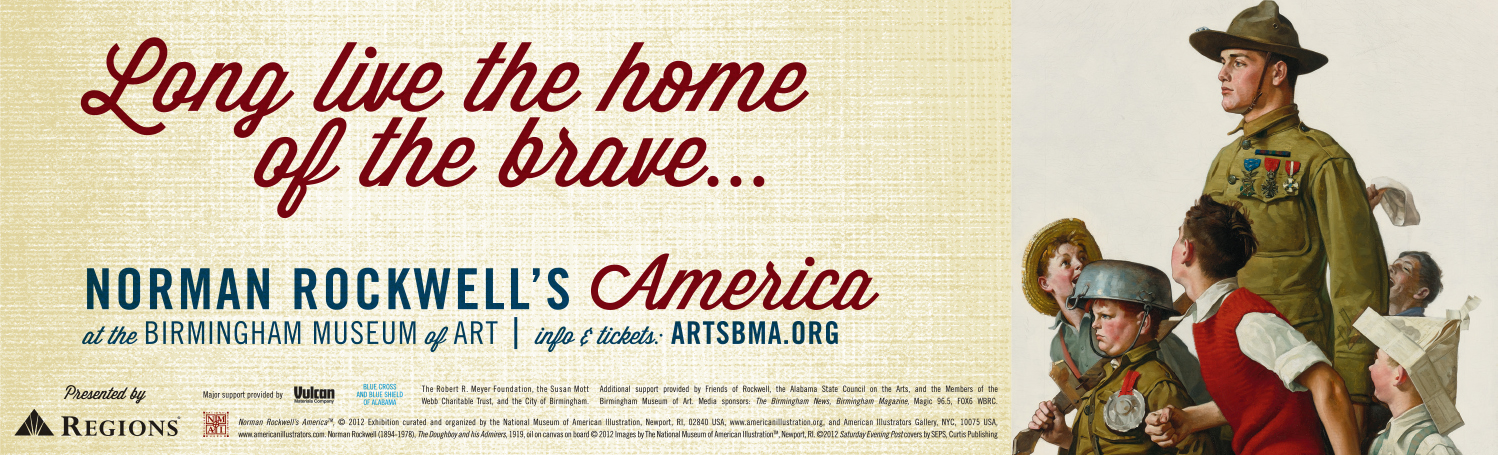 Long live the home
of the brave...
NORMAN ROCKWELL'S America
at the BIRMINGHAM MUSEUM of ART | info & tickets: ARTSBMA.ORG
Presented by
REGIONS®
Major support provided by
Vulcan
Materials Company
BLUE CROSS
AND BLUE SHIELD
OF ALABAMA
The Robert R. Meyer Foundation, the Susan Mott
Webb Charitable Trust, and the City of Birmingham.
Additional support provided by Friends of Rockwell, the Alabama State Council on the Arts, and the Members of the
Birmingham Museum of Art. Media sponsors: The Birmingham News, Birmingham Magazine, Magic 96.5, FOX6 WBRC.
NM
OF
AI
Norman Rockwell's America™, © 2012 Exhibition curated and organized by the National Museum of American Illustration, Newport, RI, 02840 USA, www.americanillustration.org, and American Illustrators Gallery, NYC, 10075 USA,
www.americanillustrators.com. Norman Rockwell (1894-1978), The Doughboy and his Admirers, 1919, oil on canvas on board © 2012 Images by The National Museum of American Illustration™, Newport, RI. ©2012 Saturday Evening Post covers by SEPS, Curtis Publishing